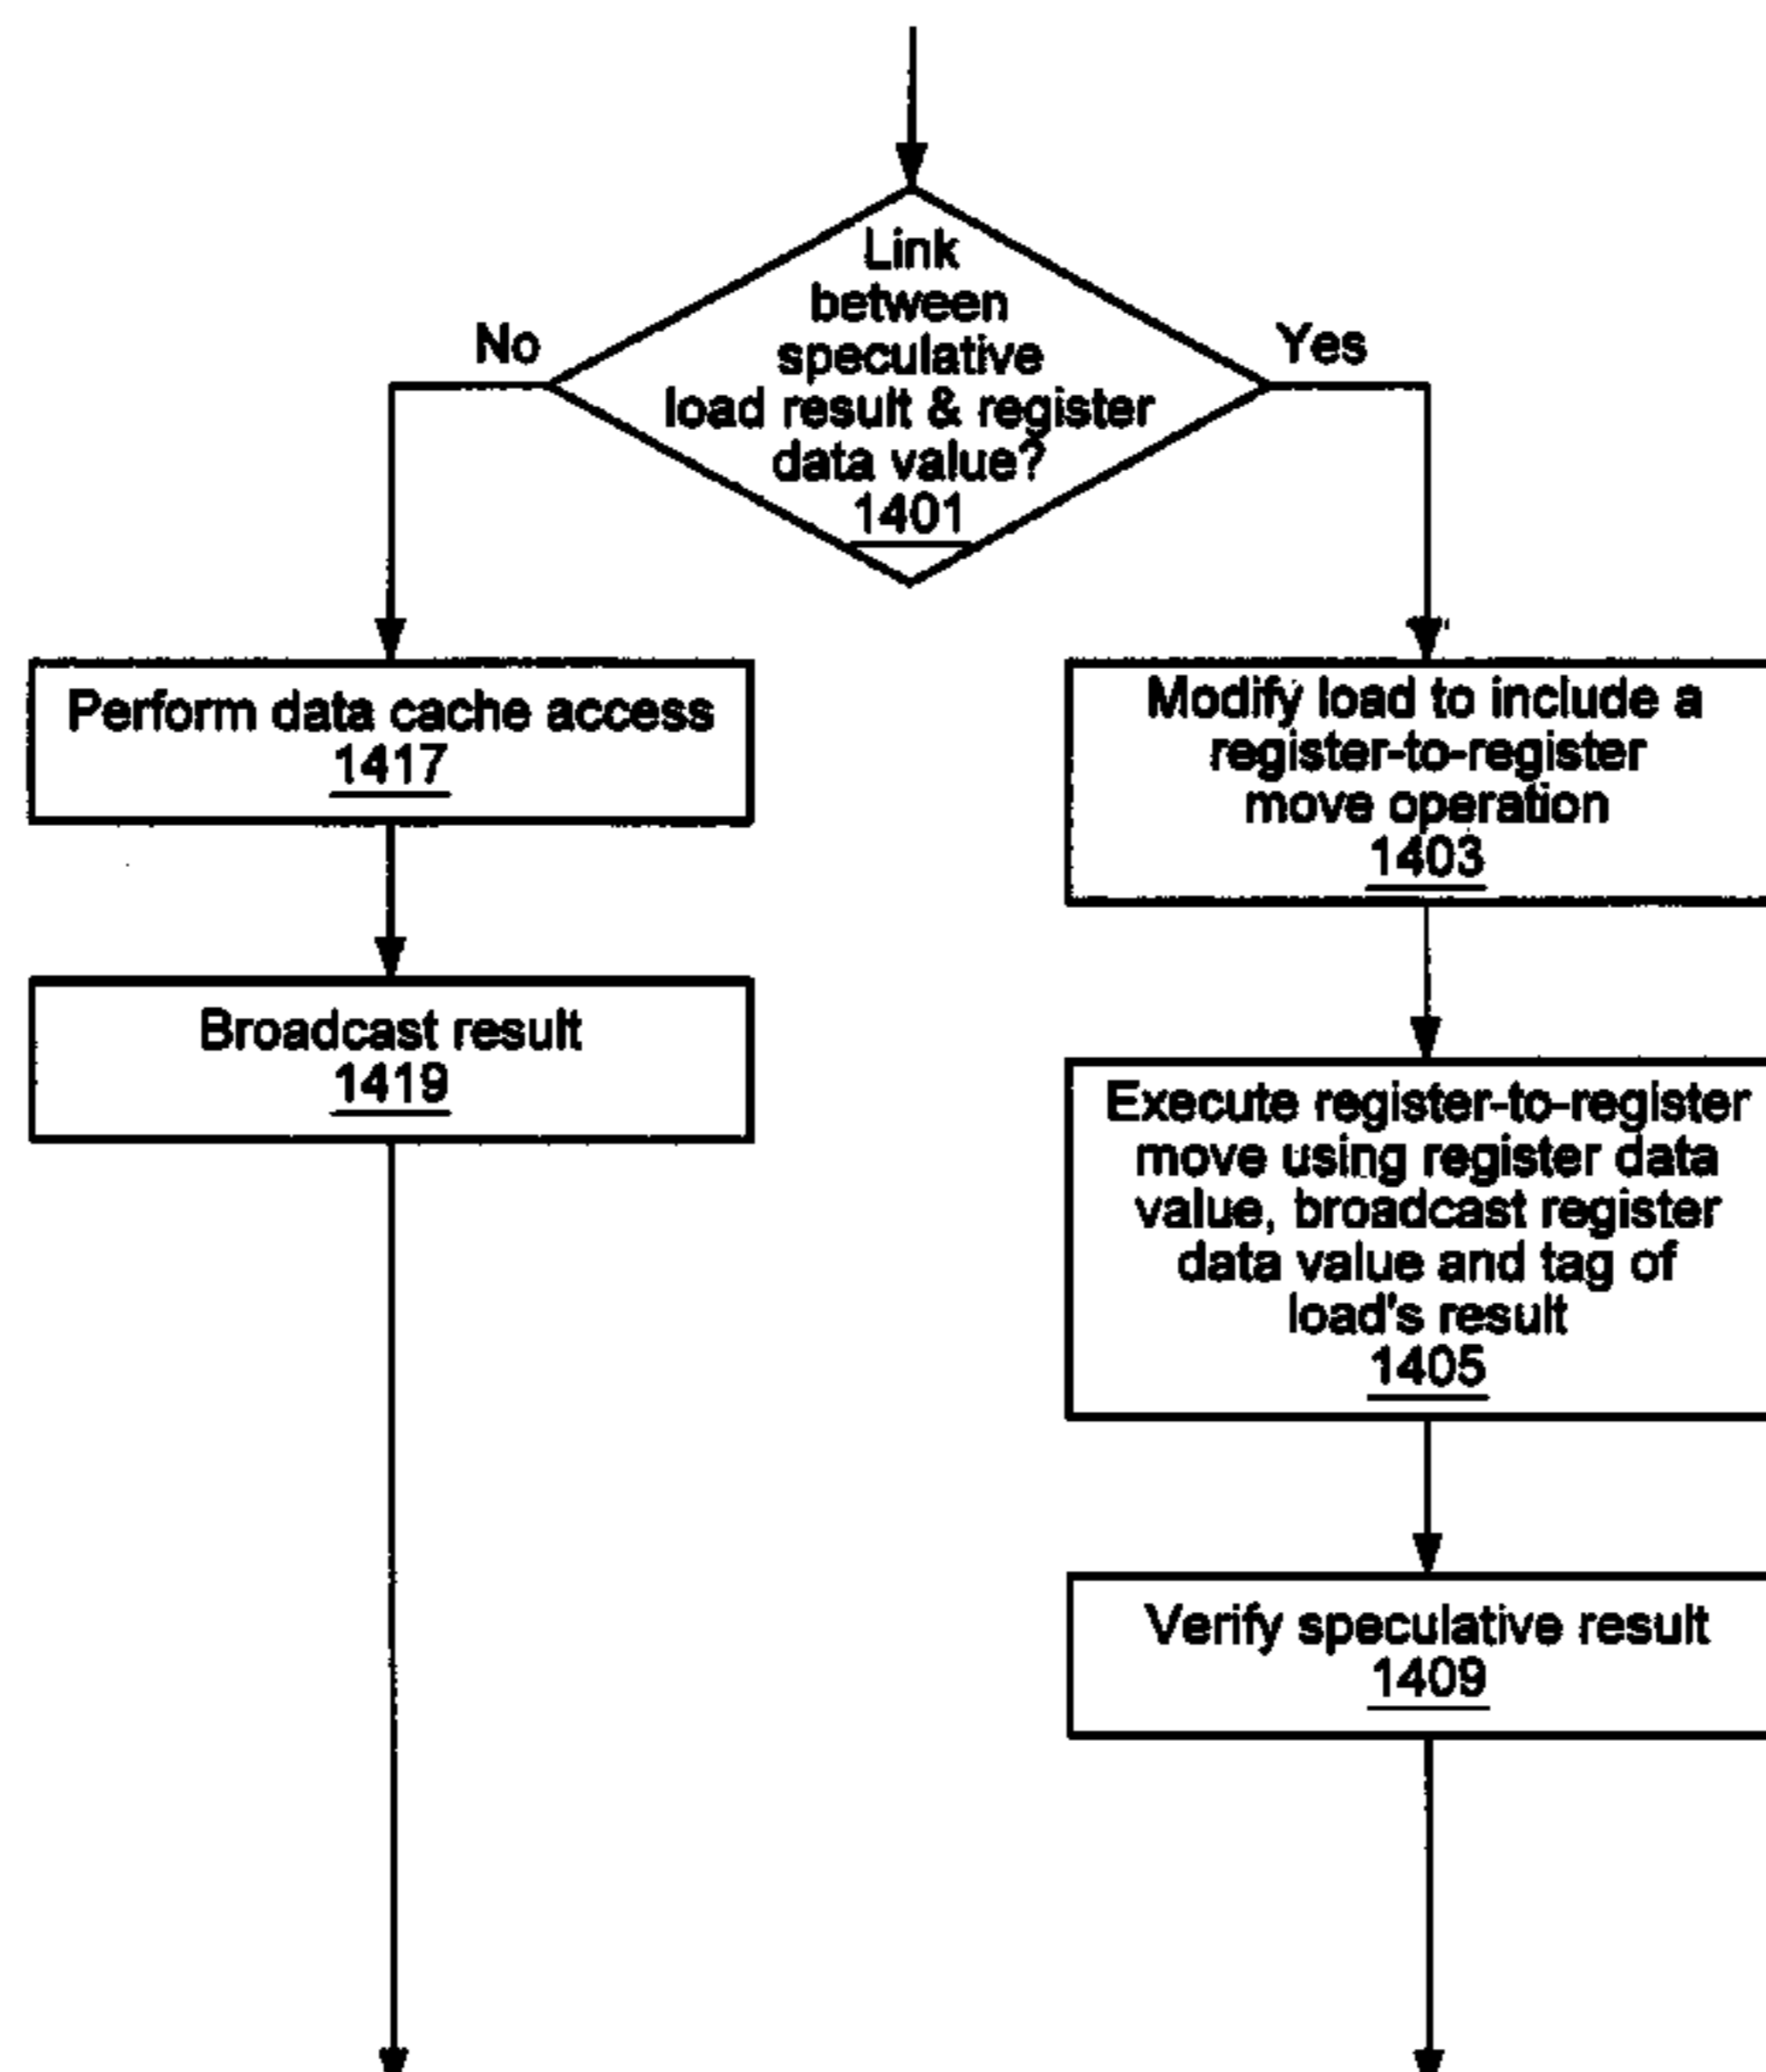 Link
between
speculative
load result & register
data value?
1401
No
Yes
Perform data cache access
1417
Broadcast result
1419
Modify load to include a
register-to-register
move operation
1403
Execute register-to-register
move using register data
value, broadcast register
data value and tag of
load's result
1405
Verify speculative result
1409